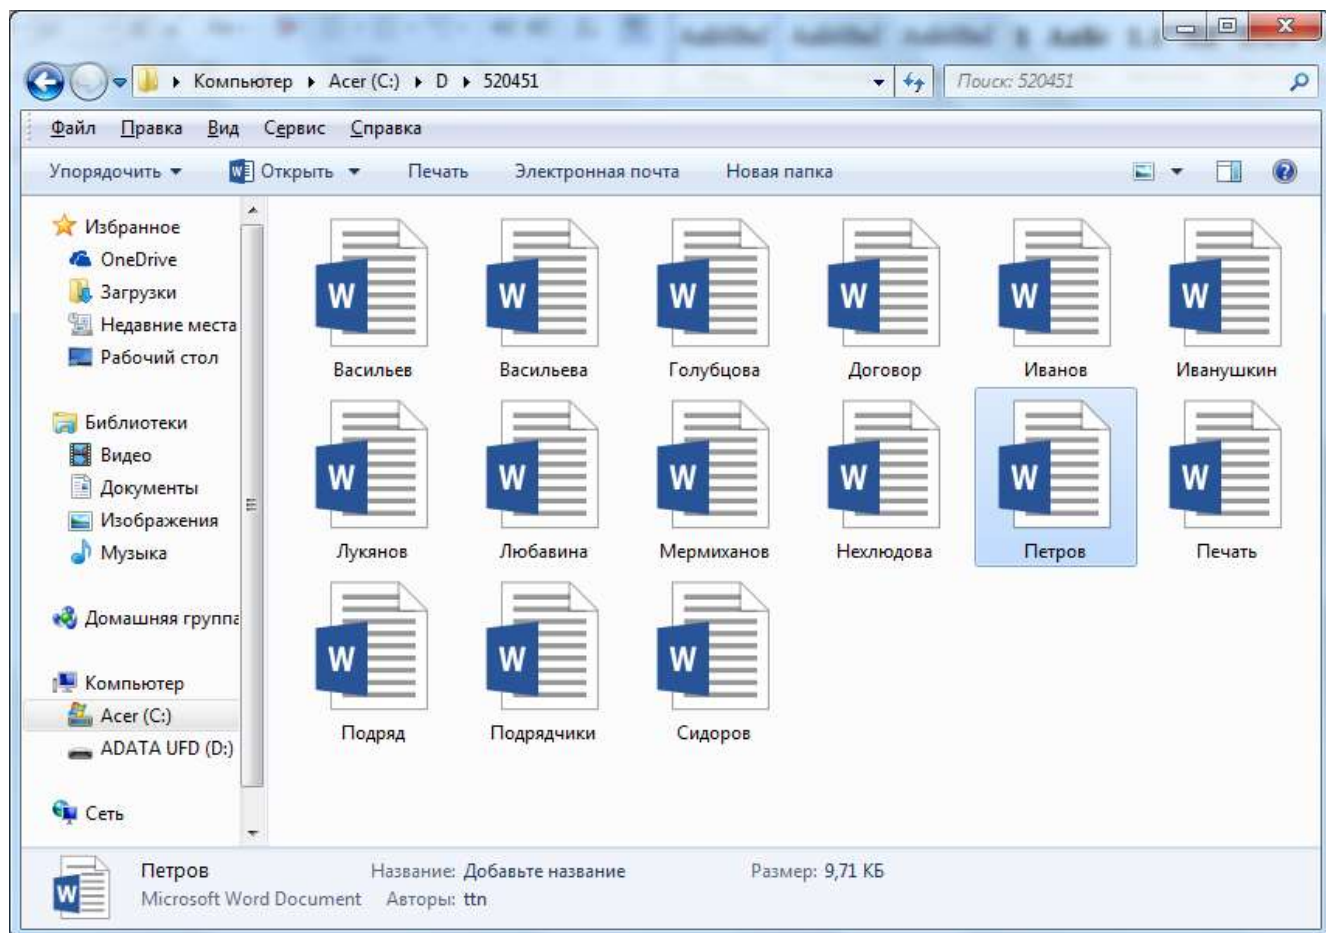 Компьютер Acer (C:) D 520451 Поиск: 520451
Файл Правка Вид Сервис Справка
Упорядочить Открыть Печать Электронная почта Новая папка
Избранное
OneDrive
Загрузки
Недавние места
Рабочий стол
Библиотеки
Видео
Документы
Изображения
Музыка
Домашняя группа
Компьютер
Acer (C:)
ADATA UFD (D:)
Сеть
Васильев Васильева Голубцова Договор Иванов Иванушкин
Лукянов Любавина Мермиханов Нехлюдова Петров Печать
Подряд Подрядчики Сидоров
Петров Название: Добавьте название Размер: 9,71 КБ
Microsoft Word Document Авторы: ttn